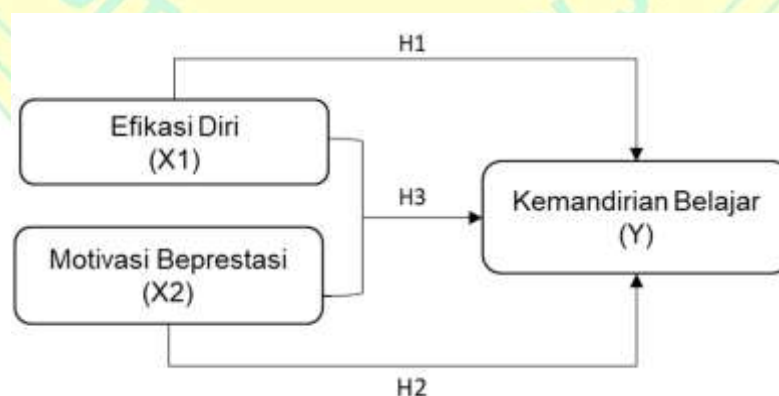 H1
Efikasi Diri
(X1)
H3
Kemandirian Belajar
(Y)
Motivasi Beprestasi
(X2)
H2